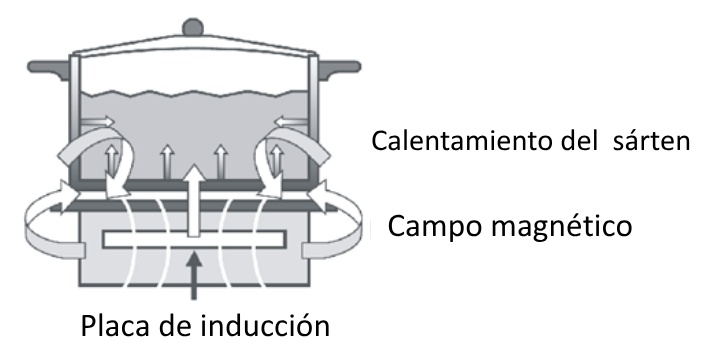 Calentamiento del sárten
Campo magnético
Placa de inducción